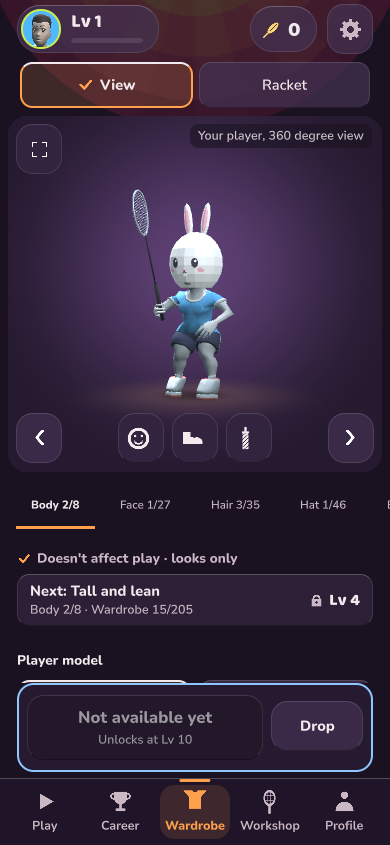 Lv 1
0
View
Racket
Your player, 360 degree view
Body 2/8
Face 1/27
Hair 3/35
Hat 1/46
Doesn't affect play · looks only
Next: Tall and lean
Body 2/8 · Wardrobe 15/205
Lv 4
Player model
Not available yet
Unlocks at Lv 10
Drop
Play
Career
Wardrobe
Workshop
Profile